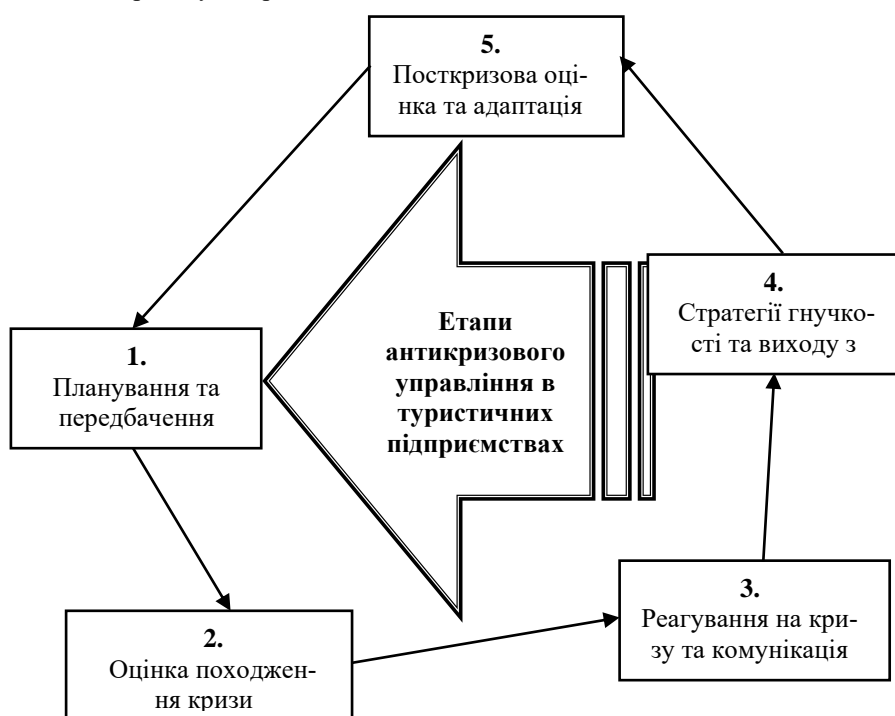 5.
Посткризова оці-
нка та адаптація
4.
Стратегії гнучко-
сті та виходу з
Етапи
антикризового
управління в
туристичних
підприємствах
1.
Планування та
передбачення
3.
Реагування на кри-
зу та комунікація
2.
Оцінка походжен-
ня кризи